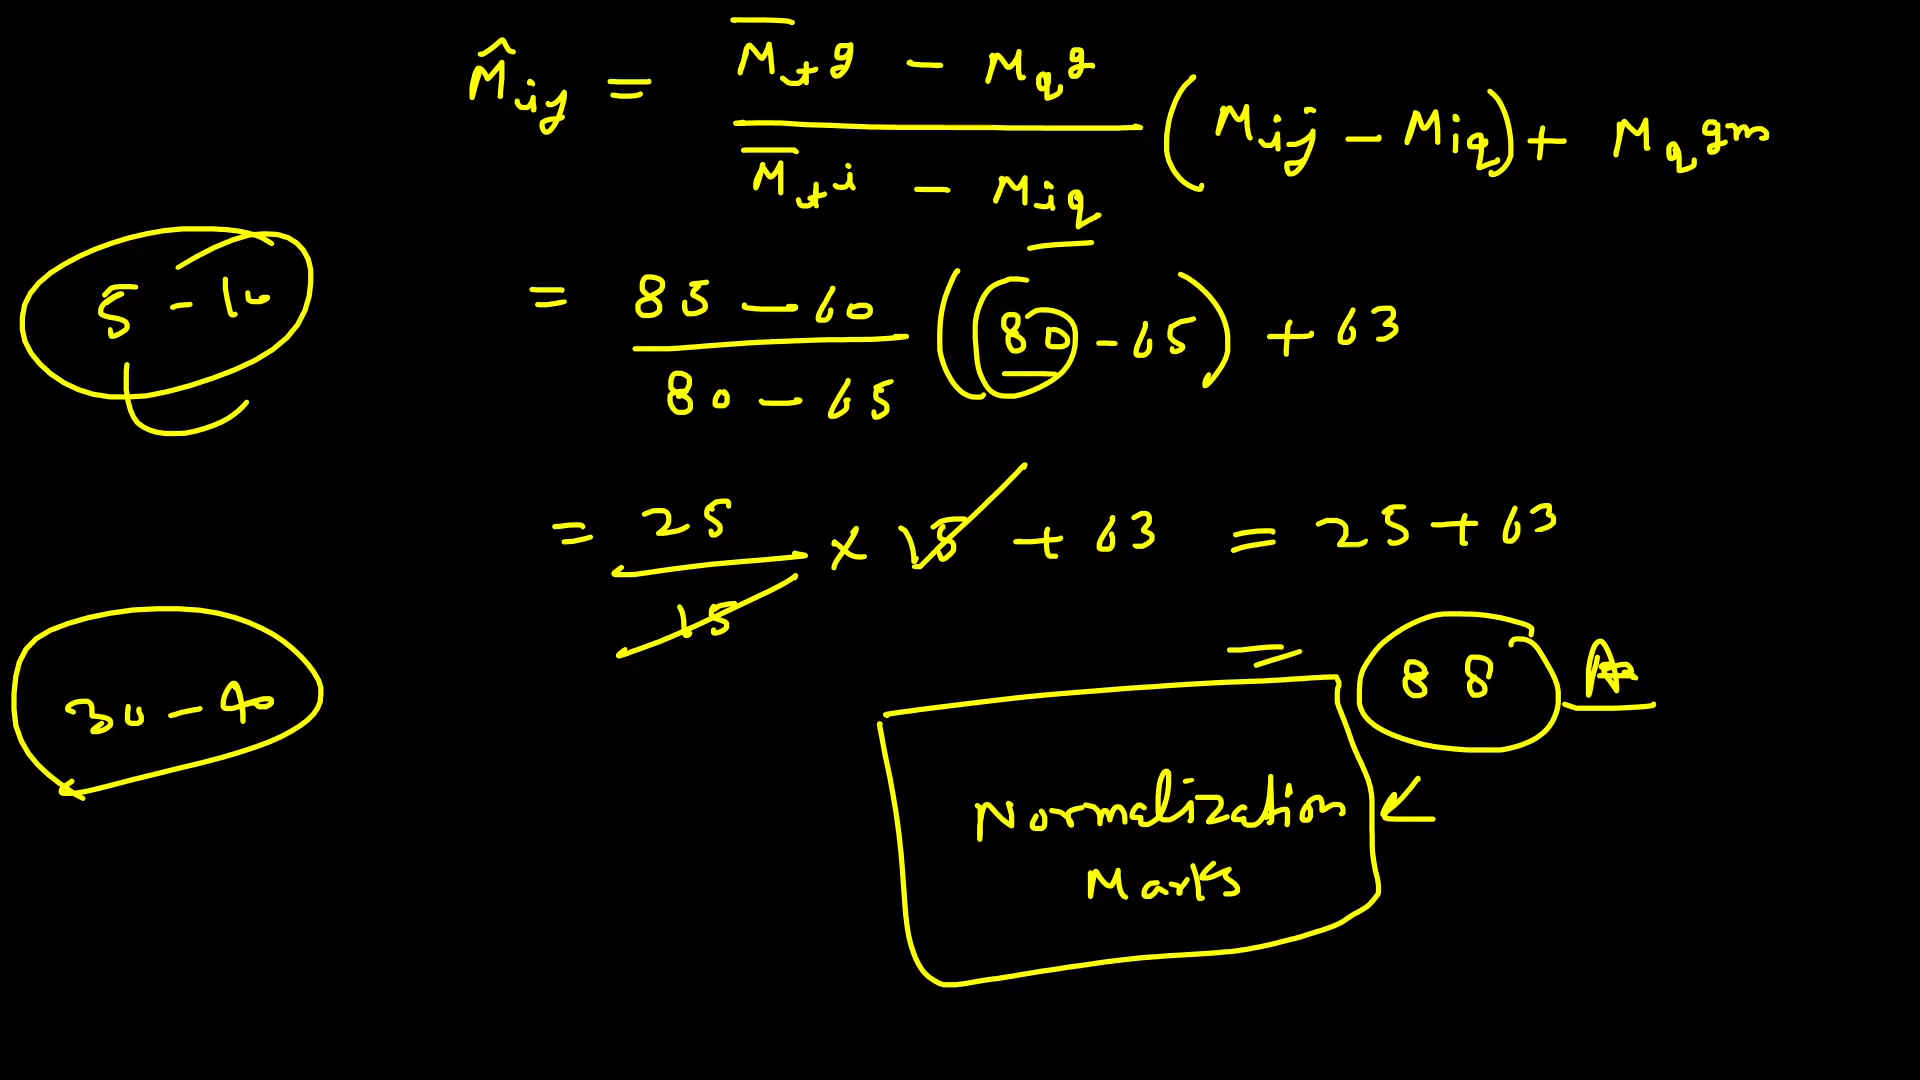 M̂ij = (M̄tg − Mqg) / (M̄ti − Miq) (Mij − Miq) + Mqgm
5 - 10
= (85 − 60) / (80 − 65) (80 - 65) + 63
= 25 / 15 × 15 + 63 = 25 + 63
30 - 40
= 88
Normalization
Marks